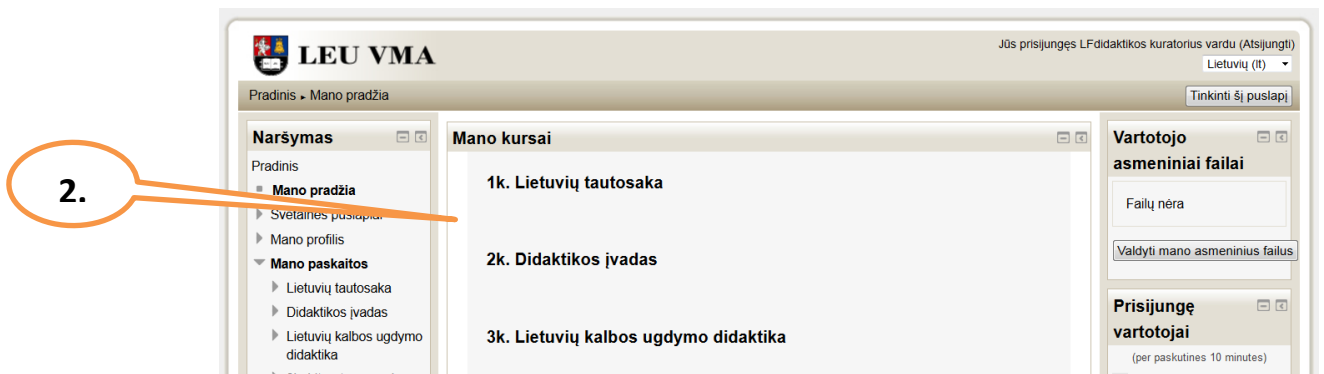 LEU VMA
Jūs prisijungęs LFdidaktikos kuratorius vardu (Atsijungti)
Lietuvių (lt)
Pradinis ▸ Mano pradžia
Tinkinti šį puslapį
2.
Naršymas
Pradinis
Mano pradžia
Svetainės puslapiai
Mano profilis
Mano paskaitos
Lietuvių tautosaka
Didaktikos įvadas
Lietuvių kalbos ugdymo
didaktika
Mano kursai
1k. Lietuvių tautosaka
2k. Didaktikos įvadas
3k. Lietuvių kalbos ugdymo didaktika
Vartotojo
asmeniniai failai
Failų nėra
Valdyti mano asmeninius failus
Prisijungę
vartotojai
(per paskutines 10 minutes)